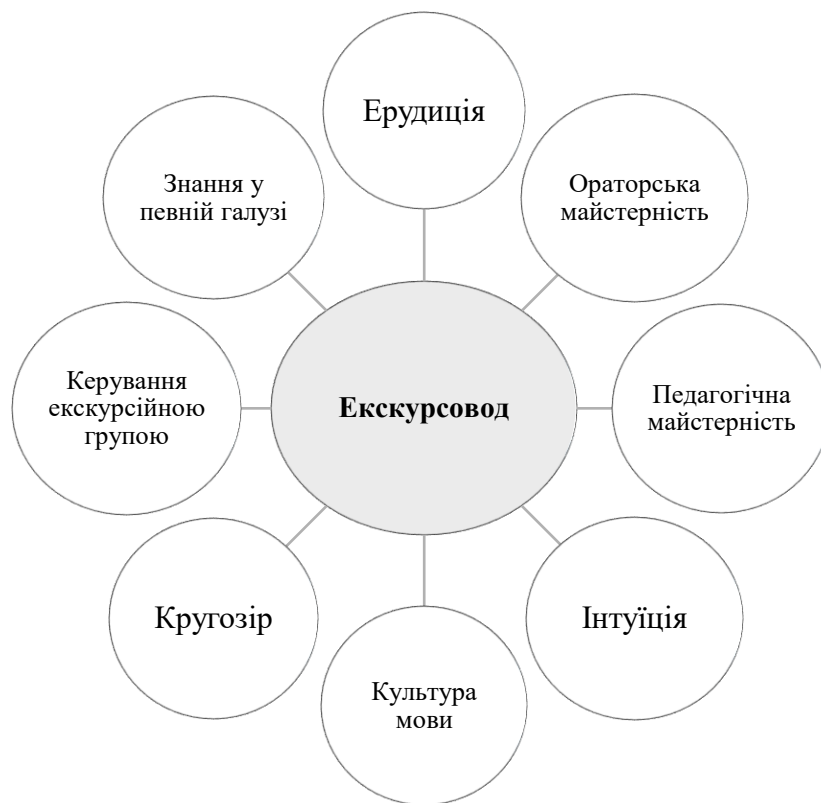 Ерудиція
Ораторська
майстерність
Педагогічна
майстерність
Інтуїція
Культура
мови
Кругозір
Керування
екскурсійною
групою
Знання у
певній галузі
Екскурсовод